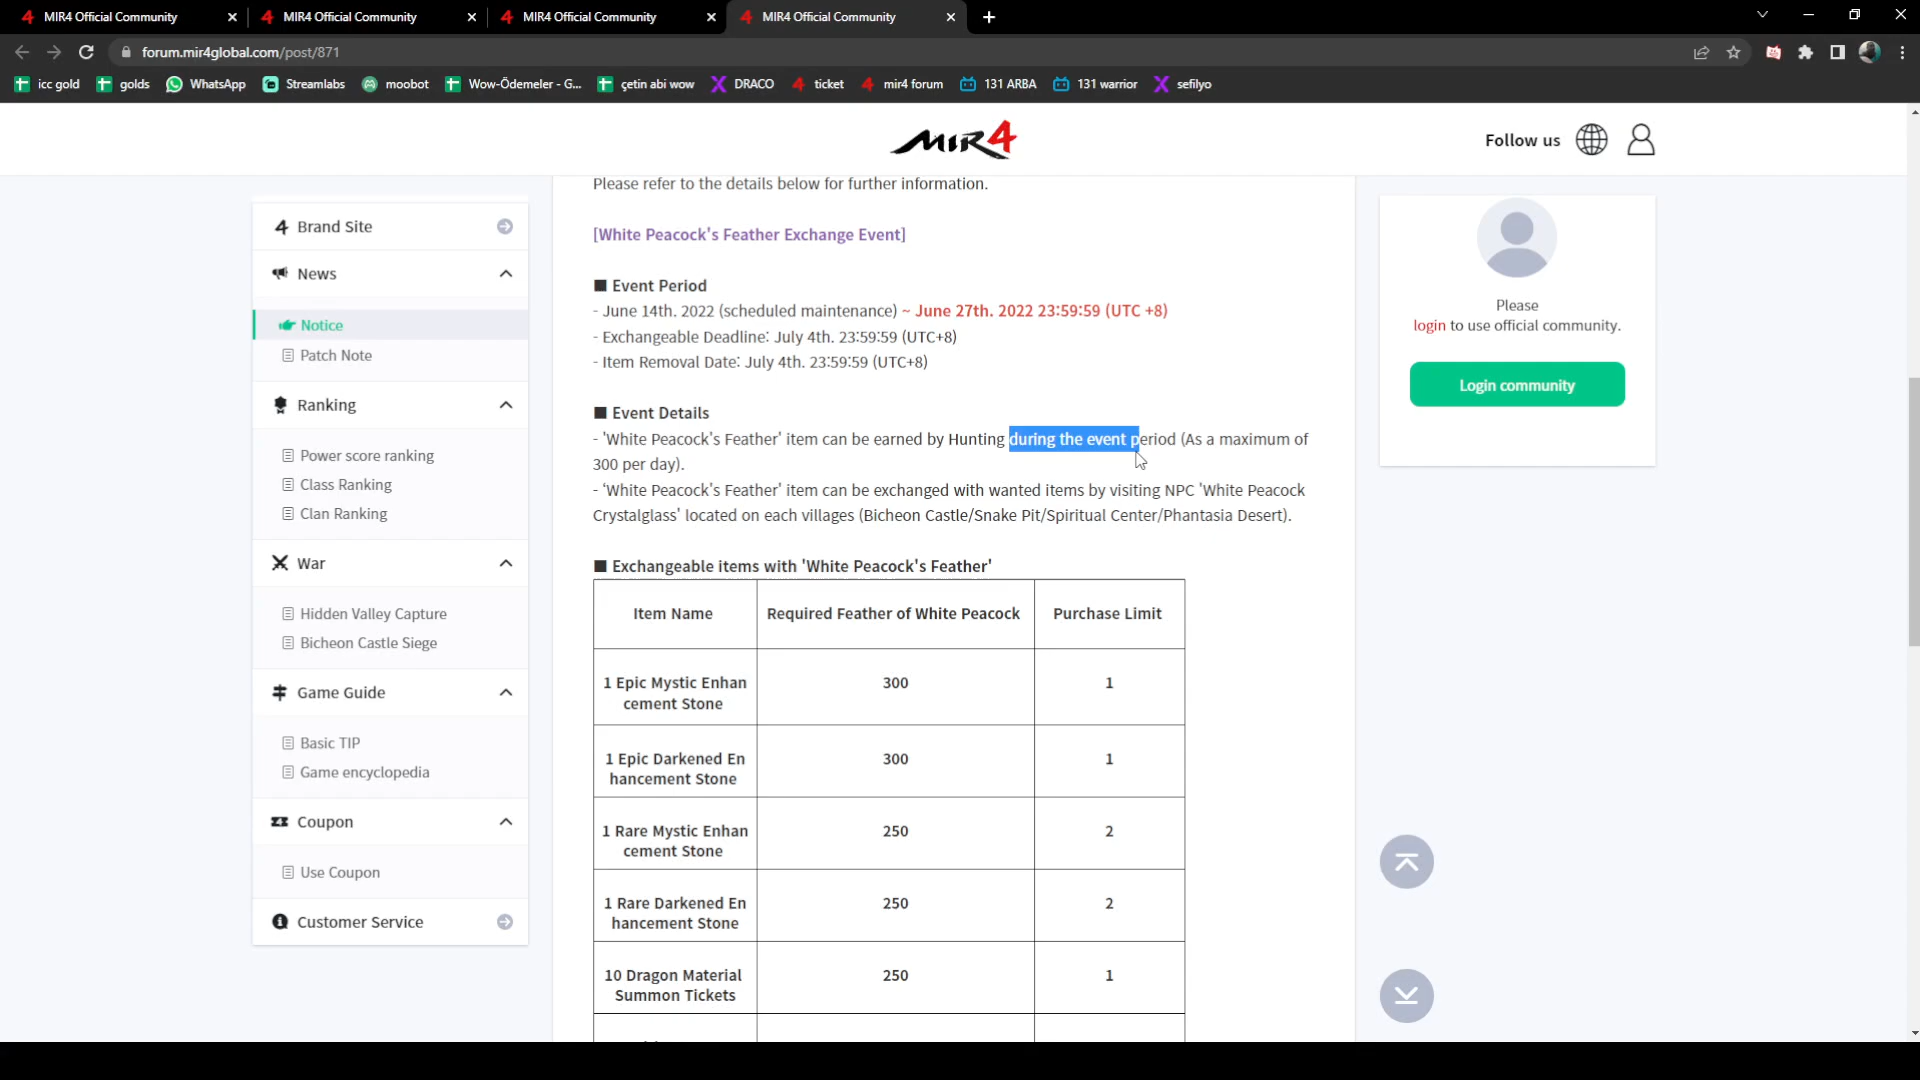 MIR4 Official Community
MIR4 Official Community
MIR4 Official Community
MIR4 Official Community
forum.mir4global.com/post/871
icc gold
golds
WhatsApp
Streamlabs
moobot
Wow-Ödemeler - G...
çetin abi wow
DRACO
ticket
mir4 forum
131 ARBA
131 warrior
sefilyo
MIR4
Follow us
Brand Site
News
Notice
Patch Note
Ranking
Power score ranking
Class Ranking
Clan Ranking
War
Hidden Valley Capture
Bicheon Castle Siege
Game Guide
Basic TIP
Game encyclopedia
Coupon
Use Coupon
Customer Service
Please refer to the details below for further information.
[White Peacock's Feather Exchange Event]
■ Event Period
- June 14th. 2022 (scheduled maintenance) ~ June 27th. 2022 23:59:59 (UTC +8)
- Exchangeable Deadline: July 4th. 23:59:59 (UTC+8)
- Item Removal Date: July 4th. 23:59:59 (UTC+8)
■ Event Details
- 'White Peacock's Feather' item can be earned by Hunting during the event period (As a maximum of
300 per day).
- 'White Peacock's Feather' item can be exchanged with wanted items by visiting NPC 'White Peacock
Crystalglass' located on each villages (Bicheon Castle/Snake Pit/Spiritual Center/Phantasia Desert).
■ Exchangeable items with 'White Peacock's Feather'
Item Name
Required Feather of White Peacock
Purchase Limit
1 Epic Mystic Enhan
cement Stone
300
1
1 Epic Darkened En
hancement Stone
300
1
1 Rare Mystic Enhan
cement Stone
250
2
1 Rare Darkened En
hancement Stone
250
2
10 Dragon Material
Summon Tickets
250
1
Please
login to use official community.
Login community